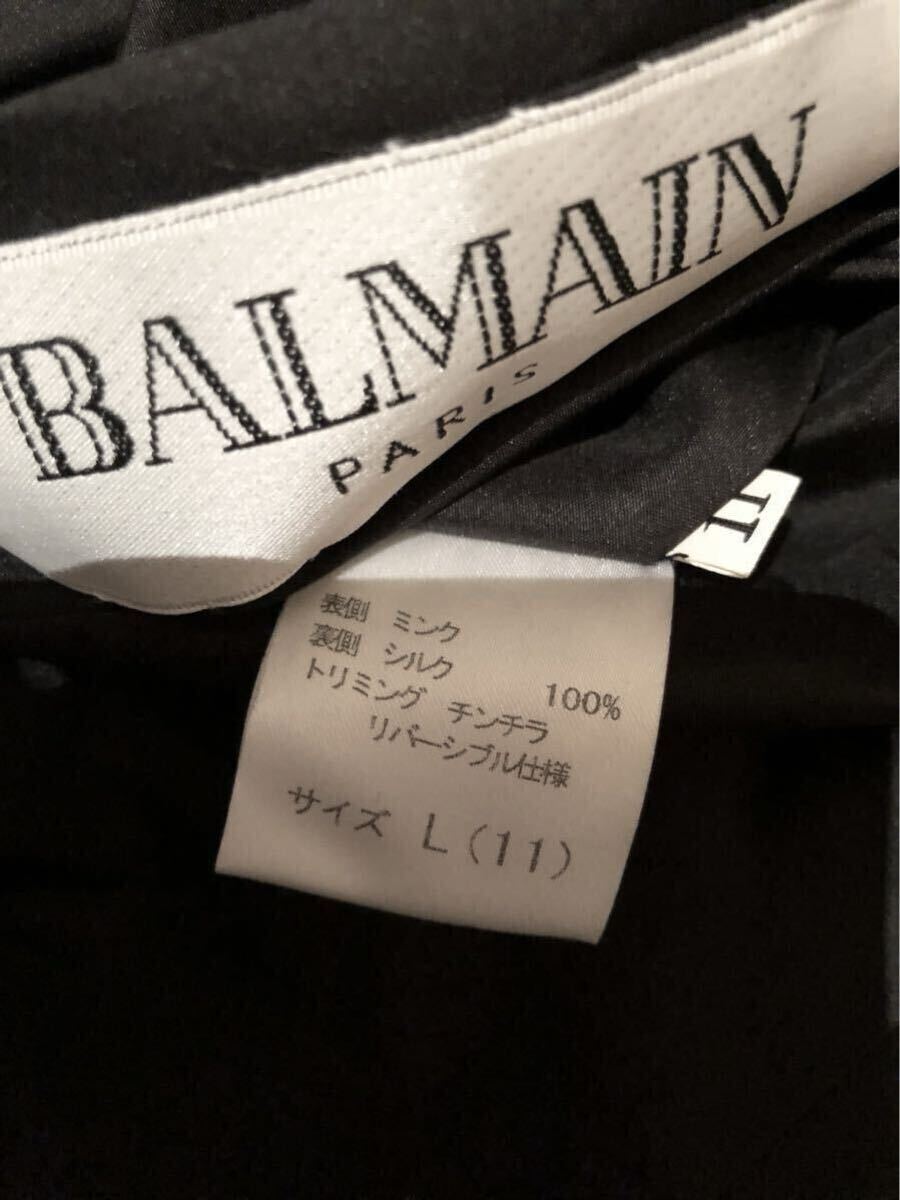 BALMAIN
PARIS
11
表側 ミンク
裏側 シルク 100%
トリミング チンチラ
リバーシブル仕様
サイズ L(11)